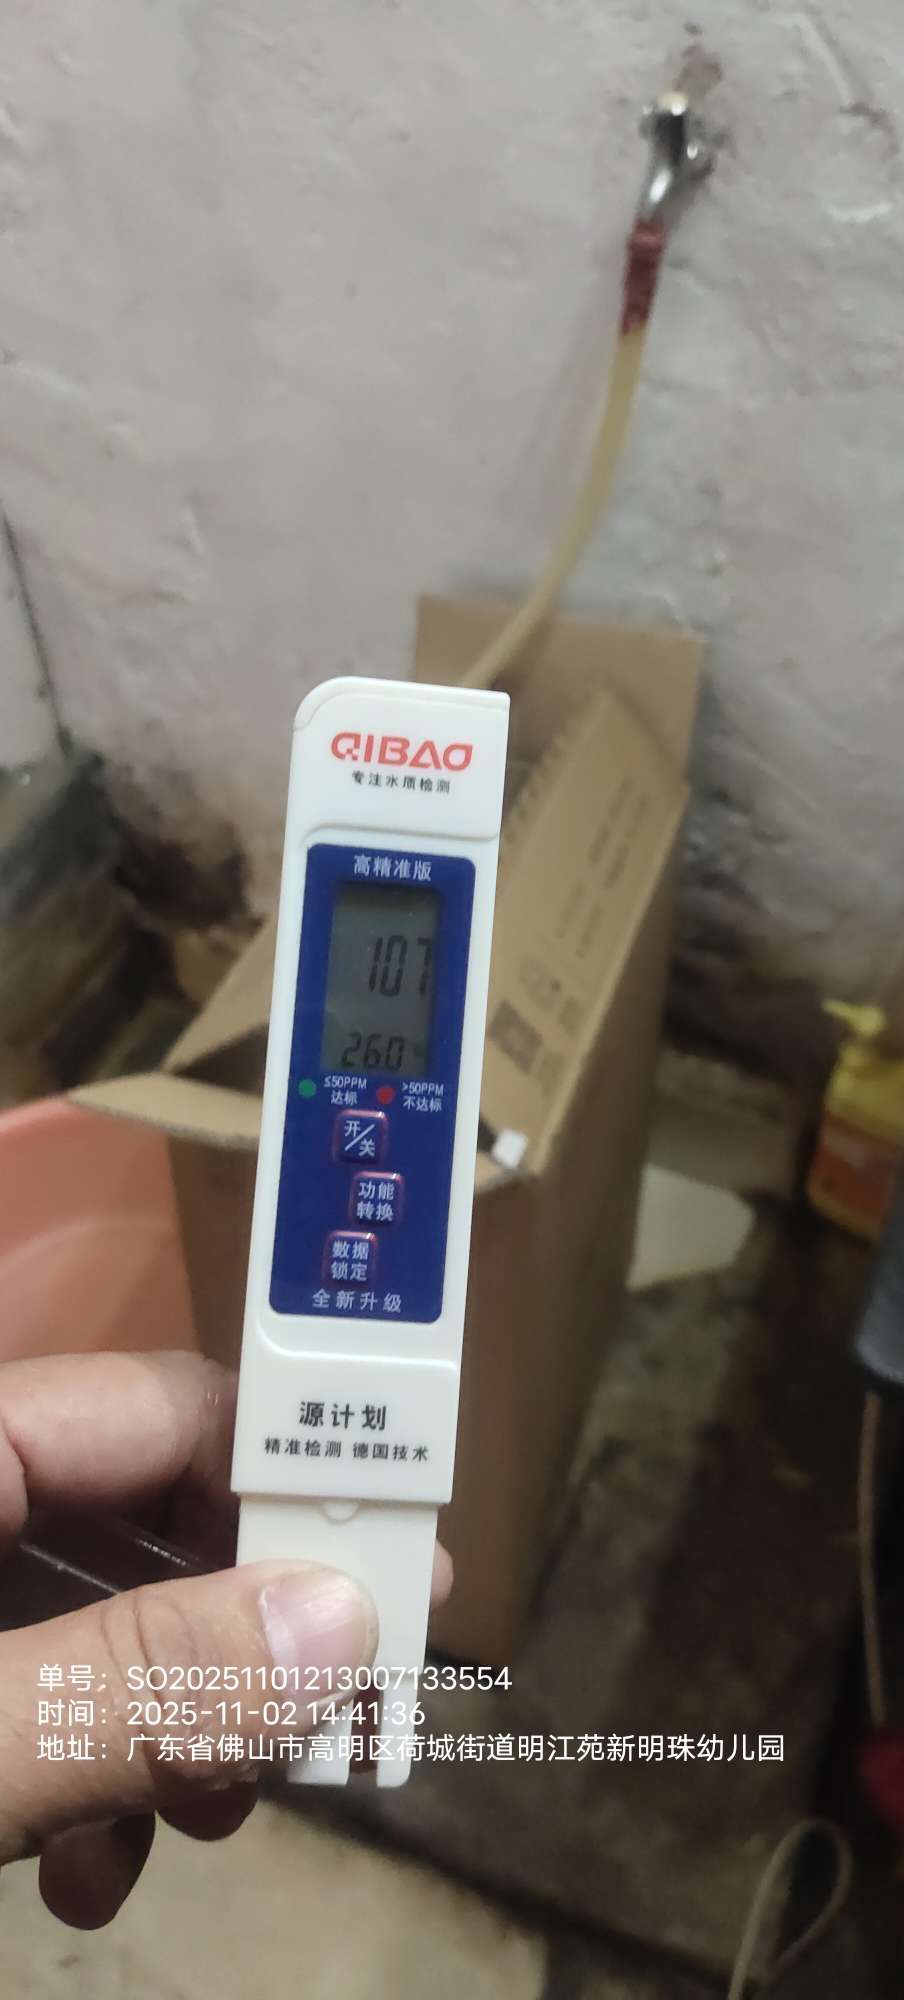 QIBAO
专注水质检测
高精准版
107
26.0
≤50PPM
达标
>50PPM
不达标
开/关
功能
转换
数据
锁定
全新升级
源计划
精准检测 德国技术
单号：SO20251101213007133554
时间：2025-11-02 14:41:36
地址：广东省佛山市高明区荷城街道明江苑新明珠幼儿园